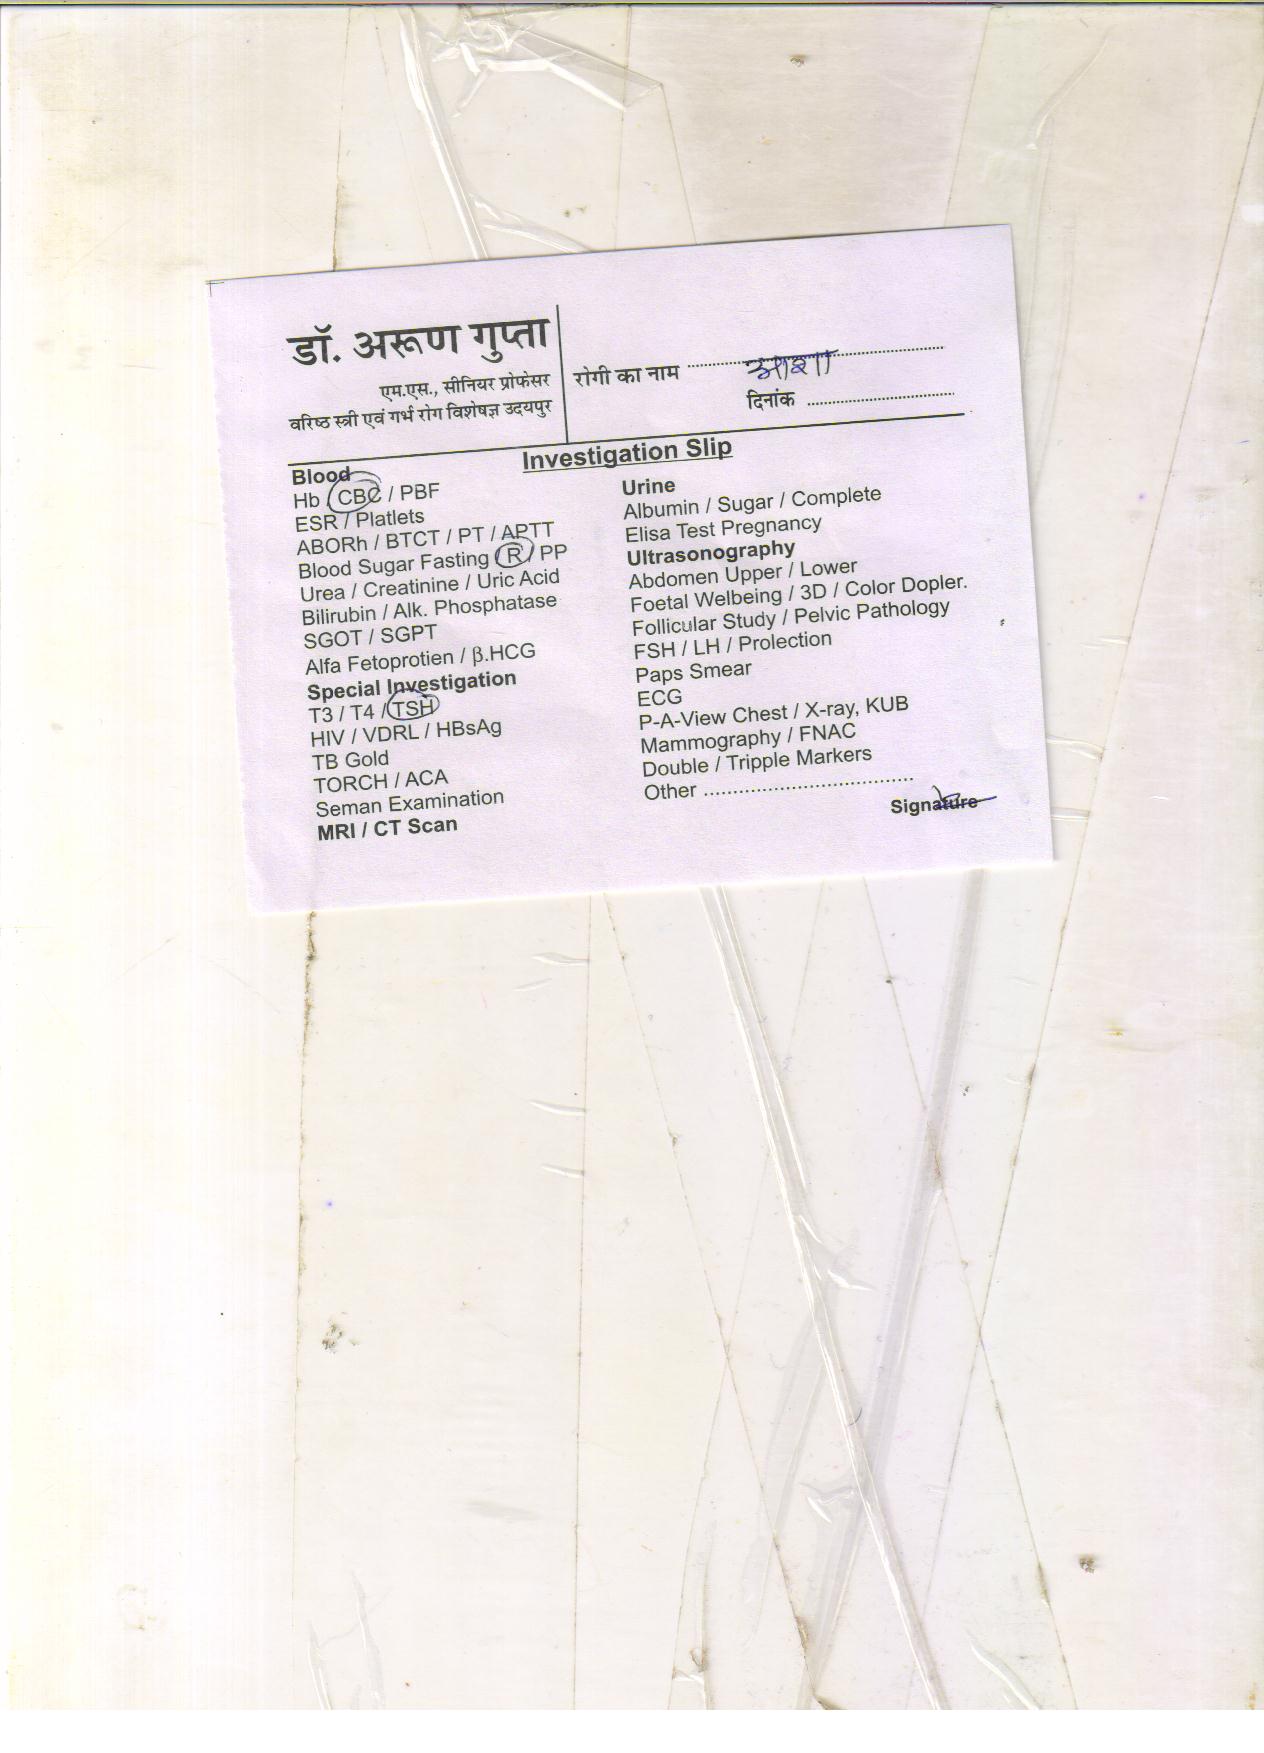 डॉ. अरूण गुप्ता
एम.एस., सीनियर प्रोफेसर
वरिष्ठ स्त्री एवं गर्भ रोग विशेषज्ञ उदयपुर
रोगी का नाम .......... आशा ..........
दिनांक ..........
Investigation Slip
Blood
Hb / CBC / PBF
ESR / Platlets
ABORh / BTCT / PT / APTT
Blood Sugar Fasting / R / PP
Urea / Creatinine / Uric Acid
Bilirubin / Alk. Phosphatase
SGOT / SGPT
Alfa Fetoprotien / β.HCG
Special Investigation
T3 / T4 / TSH
HIV / VDRL / HBsAg
TB Gold
TORCH / ACA
Seman Examination
MRI / CT Scan
Urine
Albumin / Sugar / Complete
Elisa Test Pregnancy
Ultrasonography
Abdomen Upper / Lower
Foetal Welbeing / 3D / Color Dopler.
Follicular Study / Pelvic Pathology
FSH / LH / Prolection
Paps Smear
ECG
P-A-View Chest / X-ray, KUB
Mammography / FNAC
Double / Tripple Markers
Other ..........
Signature